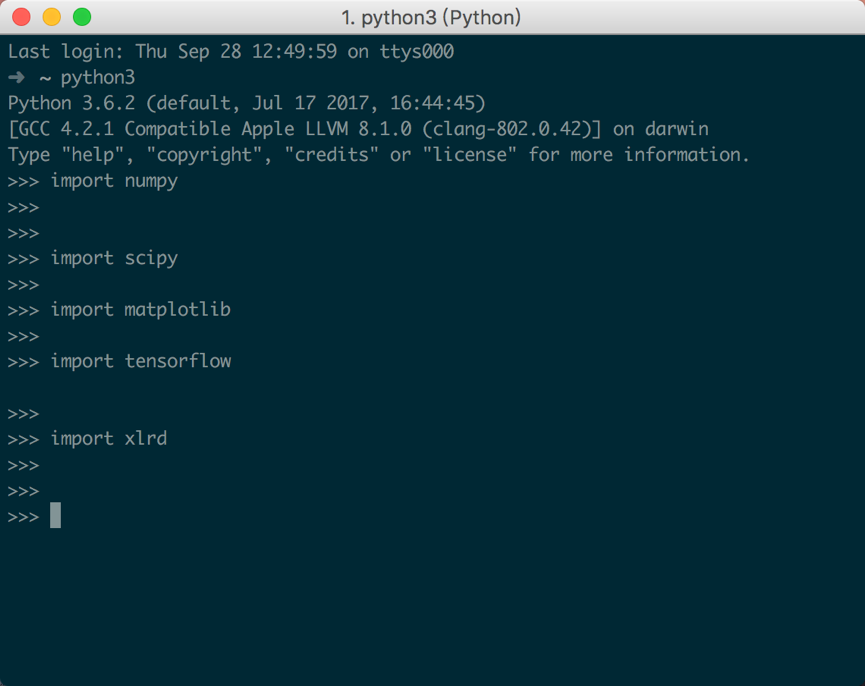 1. python3 (Python)
Last login: Thu Sep 28 12:49:59 on ttys000
➜ ~ python3
Python 3.6.2 (default, Jul 17 2017, 16:44:45)
[GCC 4.2.1 Compatible Apple LLVM 8.1.0 (clang-802.0.42)] on darwin
Type "help", "copyright", "credits" or "license" for more information.
>>> import numpy
>>>
>>>
>>> import scipy
>>>
>>> import matplotlib
>>>
>>> import tensorflow
>>>
>>> import xlrd
>>>
>>>
>>>